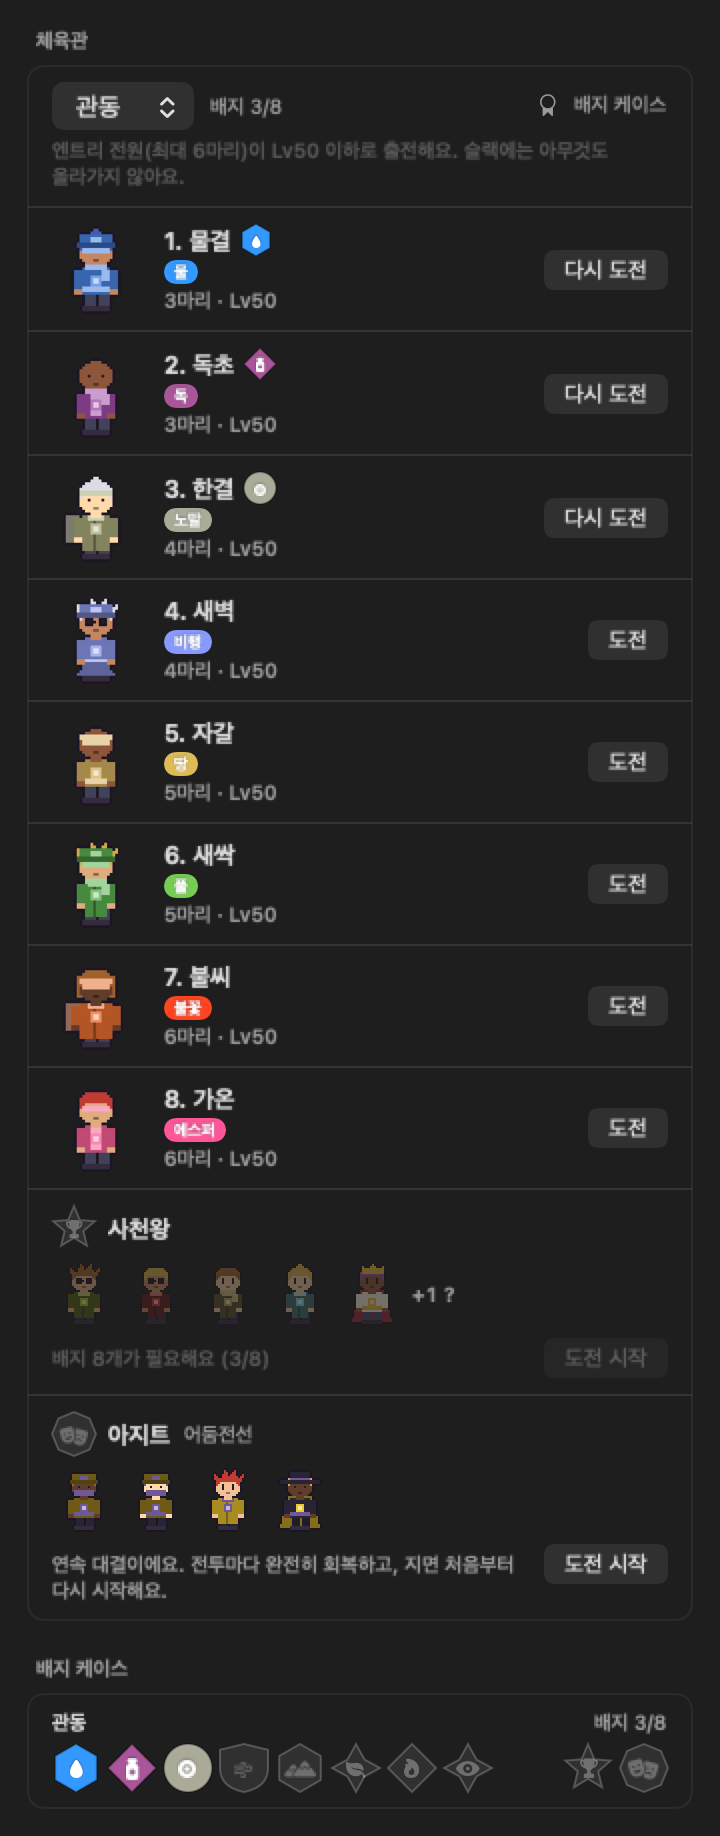 체육관
관동
배지 3/8
배지 케이스
엔트리 전원(최대 6마리)이 Lv50 이하로 출전해요. 슬랙에는 아무것도
올라가지 않아요.
1. 물결
물
3마리 · Lv50
다시 도전
2. 독초
독
3마리 · Lv50
다시 도전
3. 한결
노말
4마리 · Lv50
다시 도전
4. 새벽
비행
4마리 · Lv50
도전
5. 자갈
땅
5마리 · Lv50
도전
6. 새싹
풀
5마리 · Lv50
도전
7. 불씨
불꽃
6마리 · Lv50
도전
8. 가온
에스퍼
6마리 · Lv50
도전
사천왕
+1 ?
배지 8개가 필요해요 (3/8)
도전 시작
아지트 어둠전선
연속 대결이에요. 전투마다 완전히 회복하고, 지면 처음부터
다시 시작해요.
도전 시작
배지 케이스
관동
배지 3/8